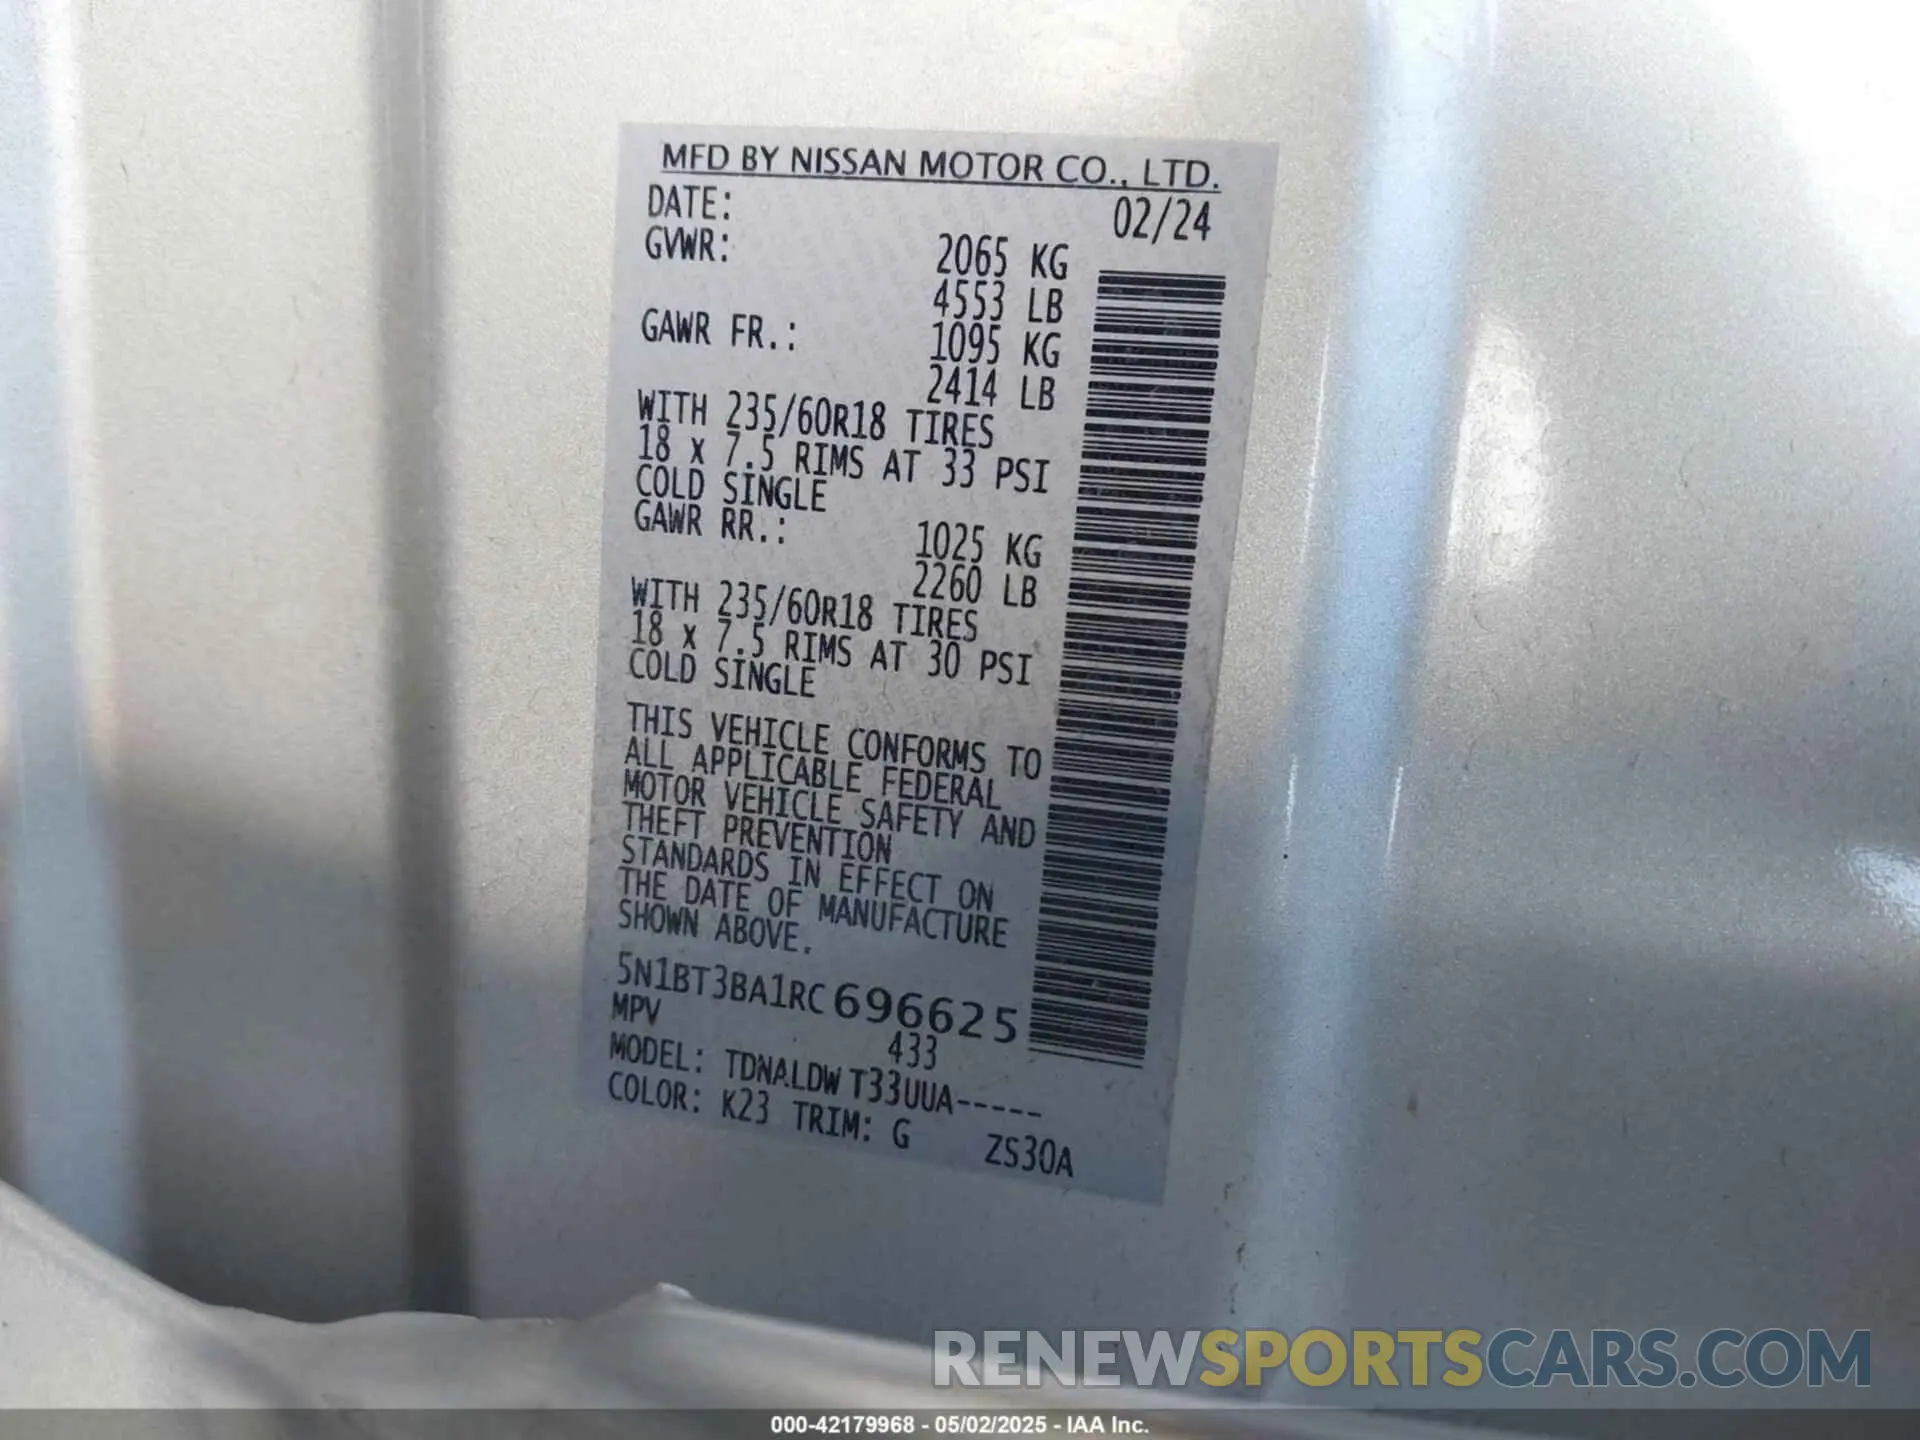 MFD BY NISSAN MOTOR CO., LTD.
DATE: 02/24
GVWR: 2065 KG
4553 LB
GAWR FR.: 1095 KG
2414 LB
WITH 235/60R18 TIRES
18 x 7.5 RIMS AT 33 PSI
COLD SINGLE
GAWR RR.: 1025 KG
2260 LB
WITH 235/60R18 TIRES
18 x 7.5 RIMS AT 30 PSI
COLD SINGLE
THIS VEHICLE CONFORMS TO
ALL APPLICABLE FEDERAL
MOTOR VEHICLE SAFETY AND
THEFT PREVENTION
STANDARDS IN EFFECT ON
THE DATE OF MANUFACTURE
SHOWN ABOVE.
5N1BT3BA1RC696625
MPV 433
MODEL: TDNALDW T33UUA-----
COLOR: K23 TRIM: G ZS30A
RENEWSPORTSCARS.COM
000-42179968 - 05/02/2025 - IAA Inc.